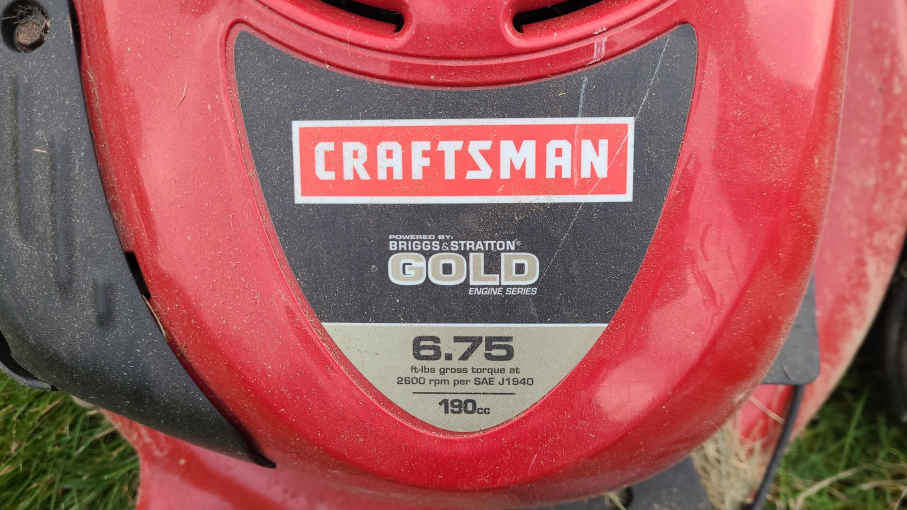 CRAFTSMAN
POWERED BY:
BRIGGS&STRATTON®
GOLD
ENGINE SERIES
6.75
ft-lbs gross torque at
2600 rpm per SAE J1940
190cc